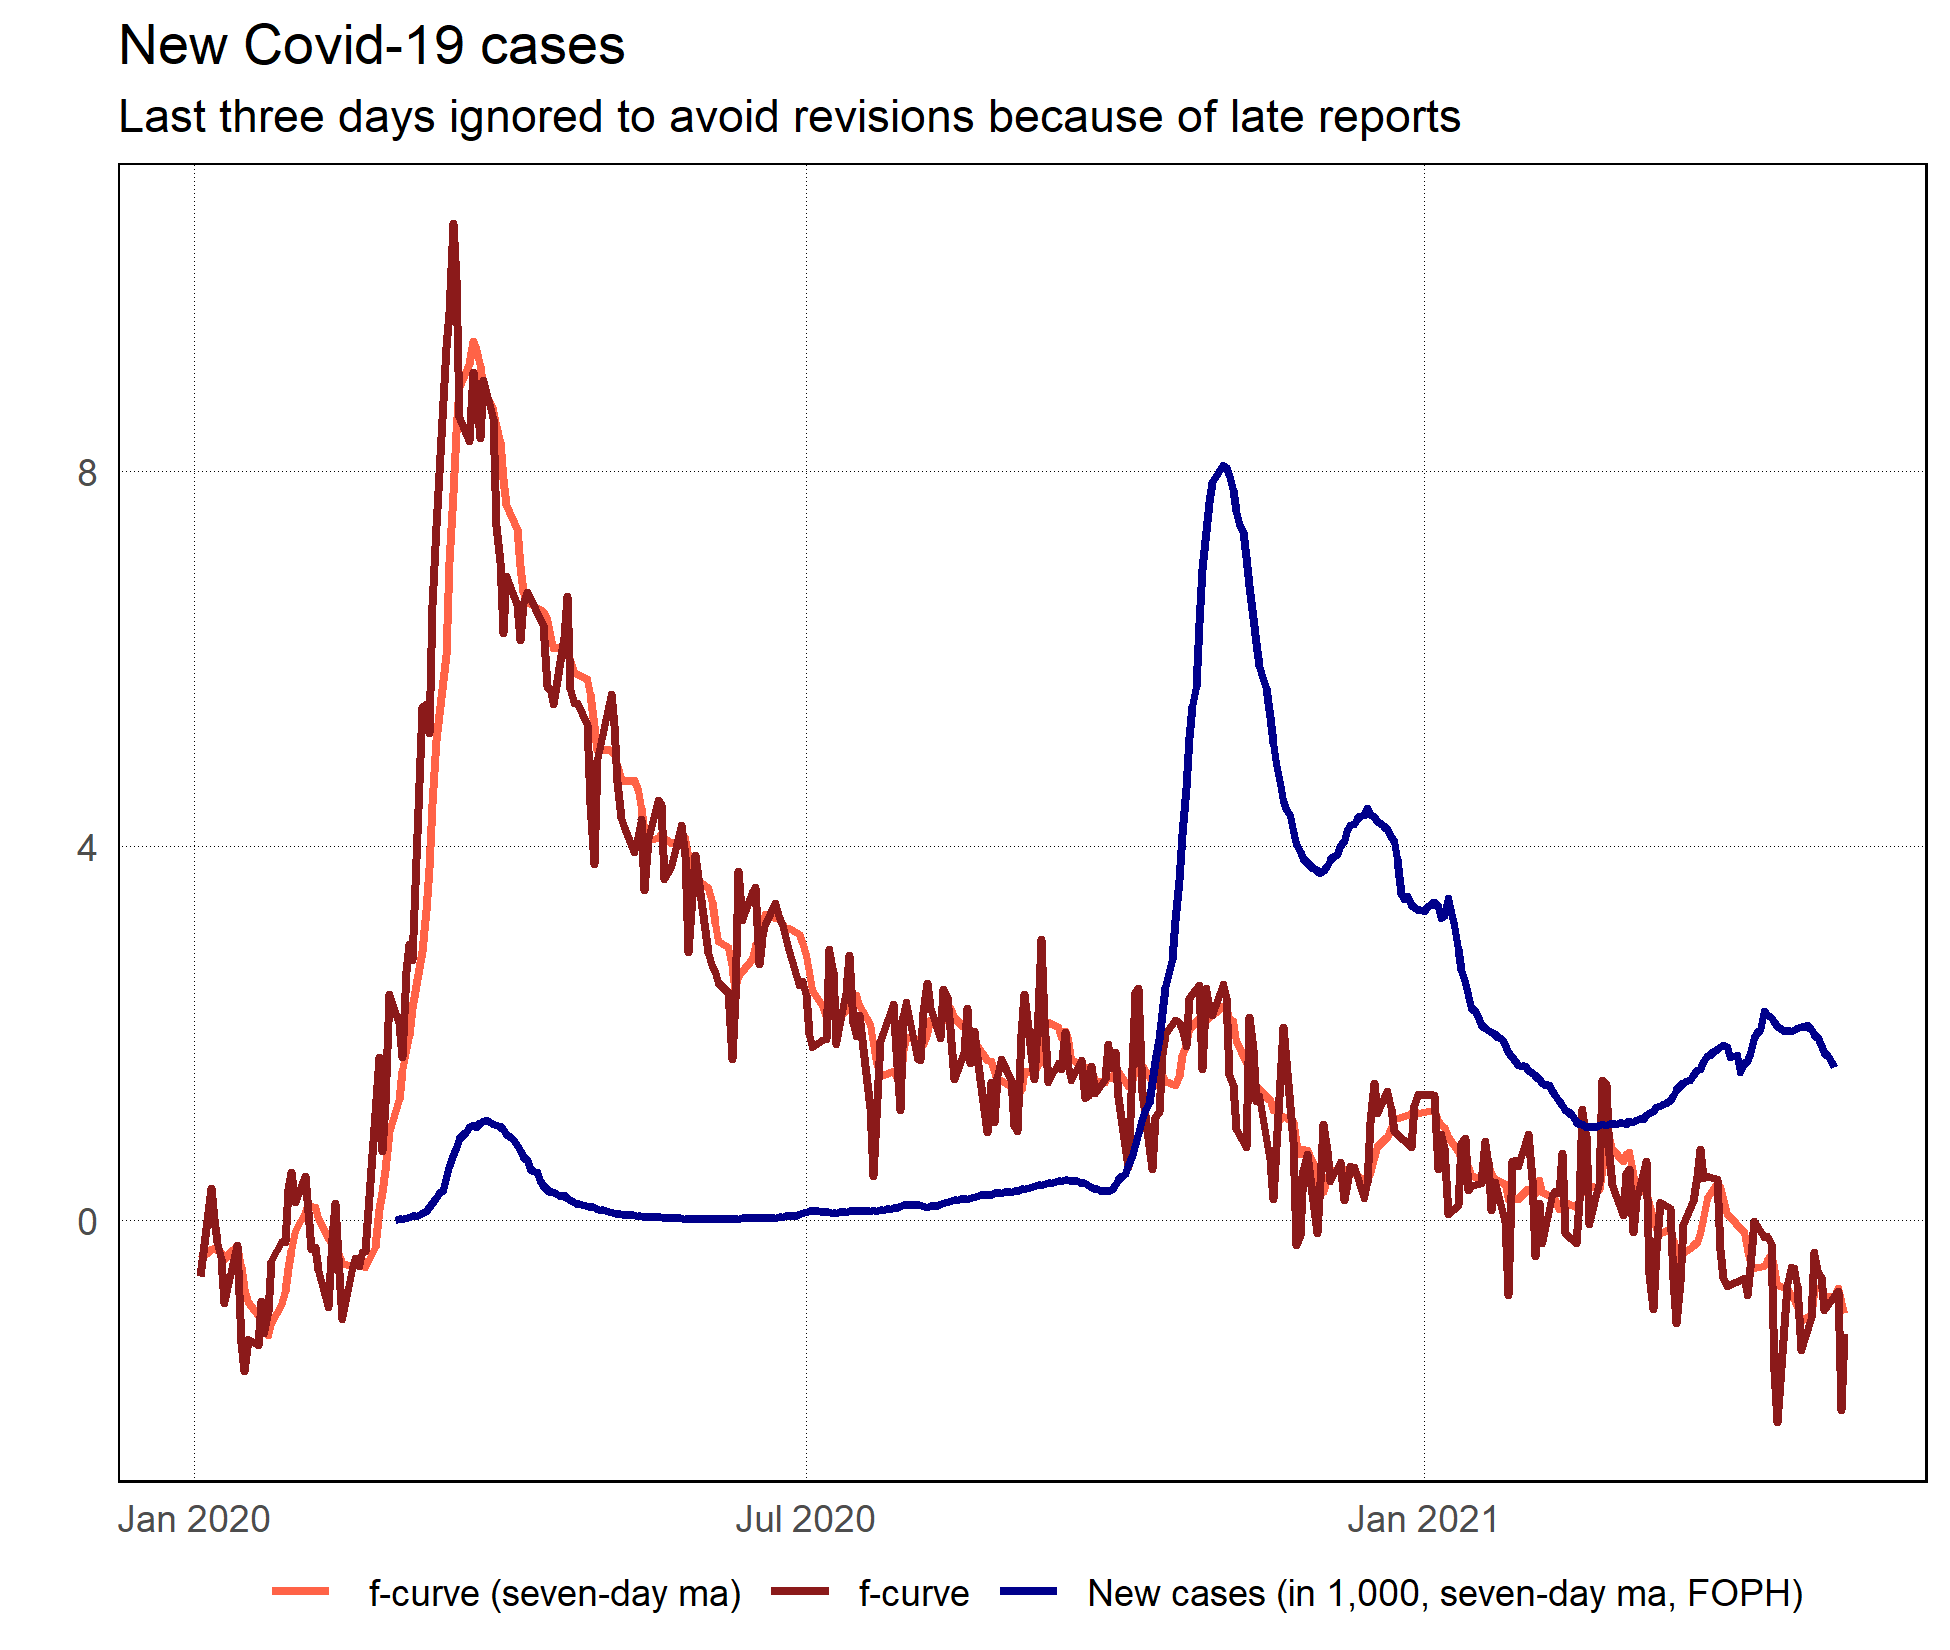 New Covid-19 cases
Last three days ignored to avoid revisions because of late reports
8
4
0
Jan 2020 Jul 2020 Jan 2021
f-curve (seven-day ma) f-curve New cases (in 1,000, seven-day ma, FOPH)